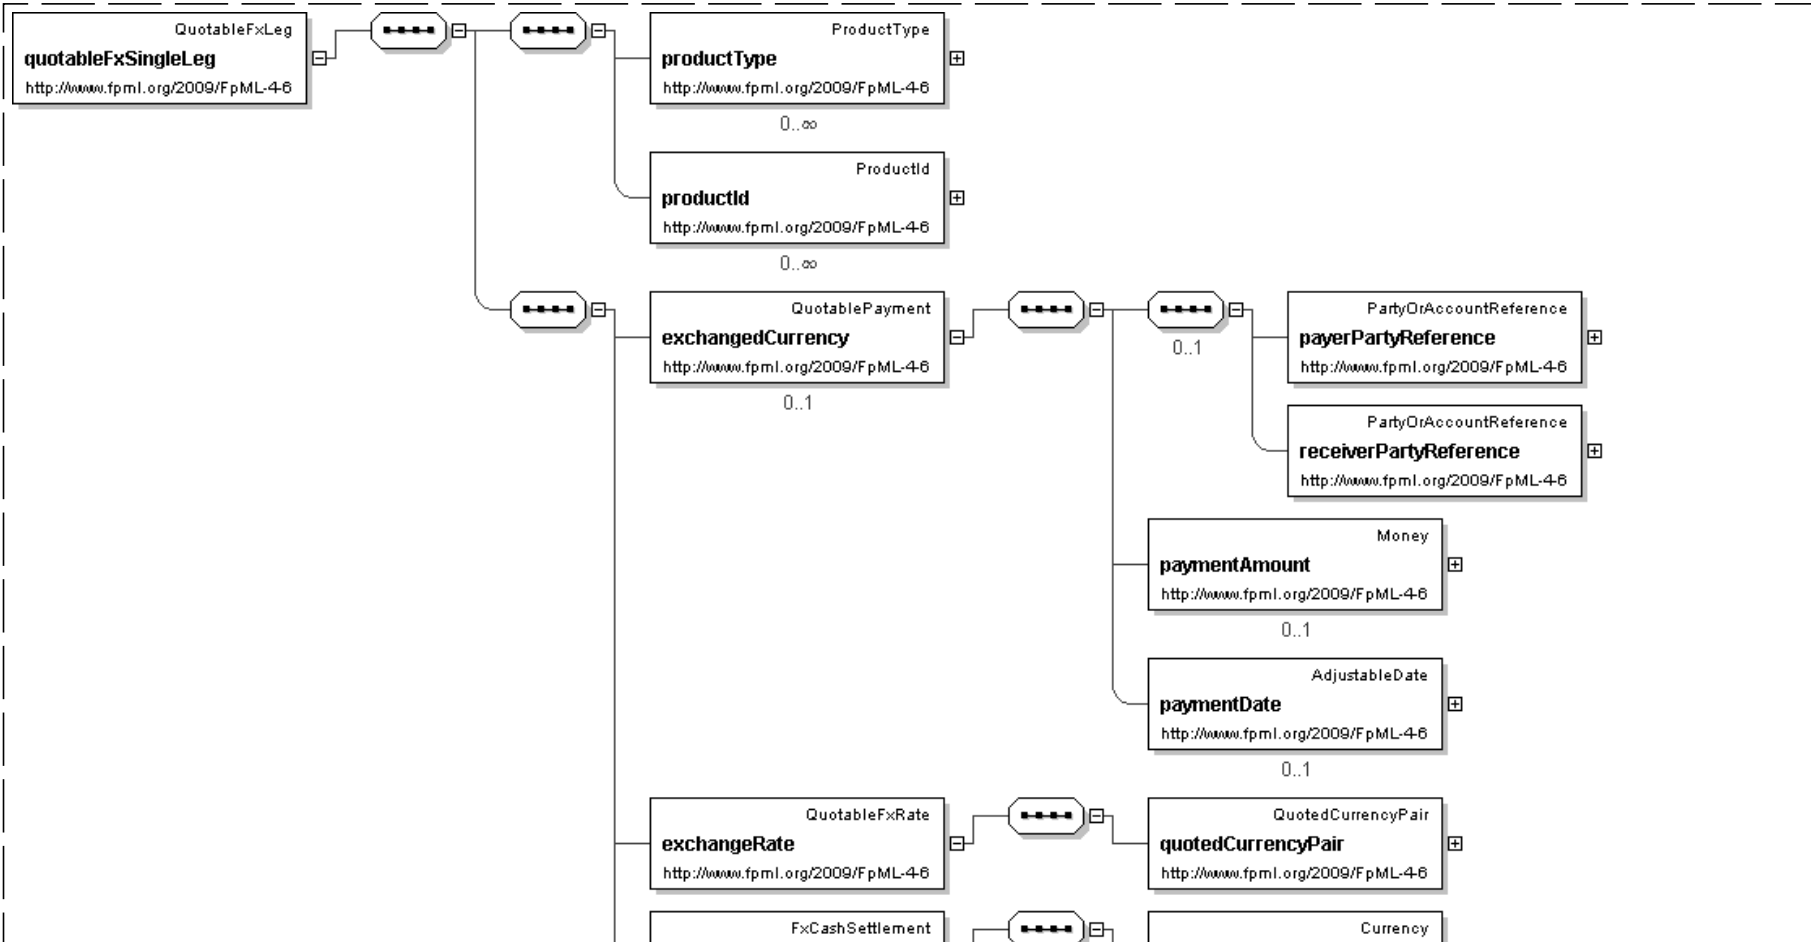 QuotableFxLeg
quotableFxSingleLeg
http://www.fpml.org/2009/FpML-4-6
ProductType
productType
http://www.fpml.org/2009/FpML-4-6
0..∞
ProductId
productId
http://www.fpml.org/2009/FpML-4-6
0..∞
QuotablePayment
exchangedCurrency
http://www.fpml.org/2009/FpML-4-6
0..1
0..1
PartyOrAccountReference
payerPartyReference
http://www.fpml.org/2009/FpML-4-6
PartyOrAccountReference
receiverPartyReference
http://www.fpml.org/2009/FpML-4-6
Money
paymentAmount
http://www.fpml.org/2009/FpML-4-6
0..1
AdjustableDate
paymentDate
http://www.fpml.org/2009/FpML-4-6
0..1
QuotableFxRate
exchangeRate
http://www.fpml.org/2009/FpML-4-6
QuotedCurrencyPair
quotedCurrencyPair
http://www.fpml.org/2009/FpML-4-6
FxCashSettlement
Currency